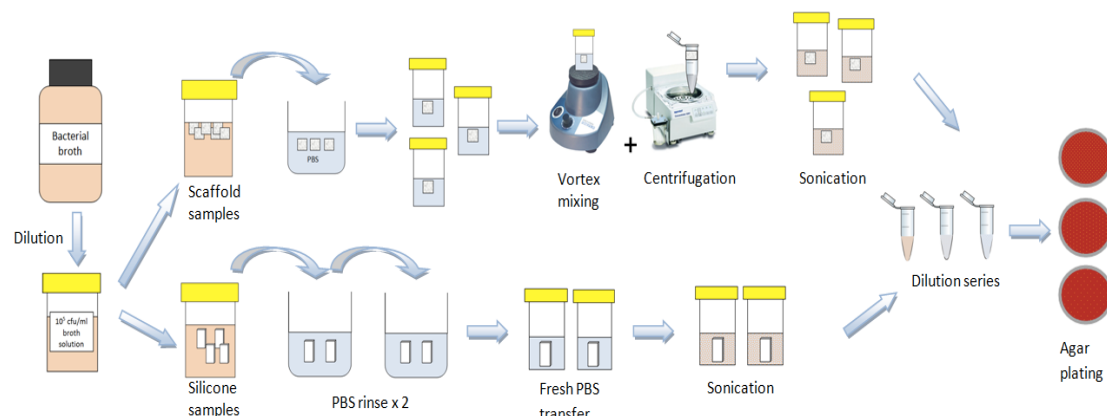 Bacterial
broth
Dilution
10⁵ cfu/ml
broth
solution
Scaffold
samples
PBS
Vortex
mixing
+
Centrifugation
Sonication
Silicone
samples
PBS rinse x 2
Fresh PBS
transfer
Sonication
Dilution series
Agar
plating